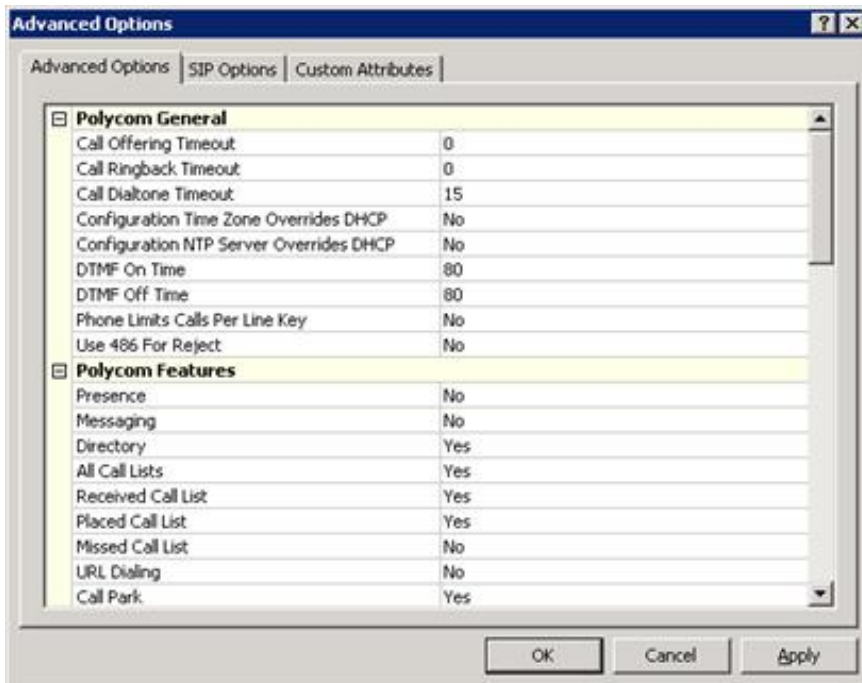 Advanced Options
Advanced Options SIP Options Custom Attributes
Polycom General
Call Offering Timeout 0
Call Ringback Timeout 0
Call Dialtone Timeout 15
Configuration Time Zone Overrides DHCP No
Configuration NTP Server Overrides DHCP No
DTMF On Time 80
DTMF Off Time 80
Phone Limits Calls Per Line Key No
Use 486 For Reject No
Polycom Features
Presence No
Messaging No
Directory Yes
All Call Lists Yes
Received Call List Yes
Placed Call List Yes
Missed Call List No
URL Dialing No
Call Park Yes
OK Cancel Apply